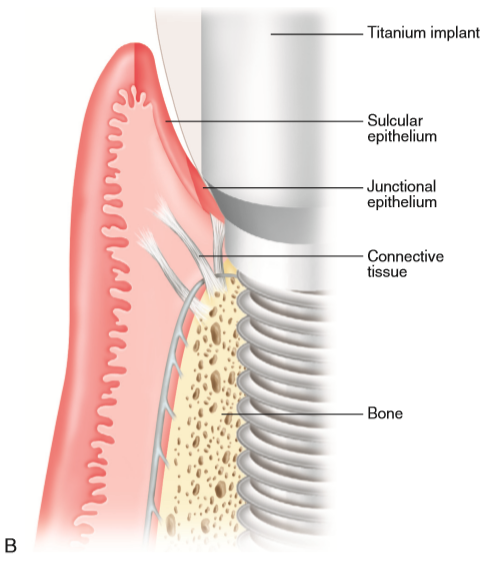 Titanium implant
Sulcular
epithelium
Junctional
epithelium
Connective
tissue
Bone
B